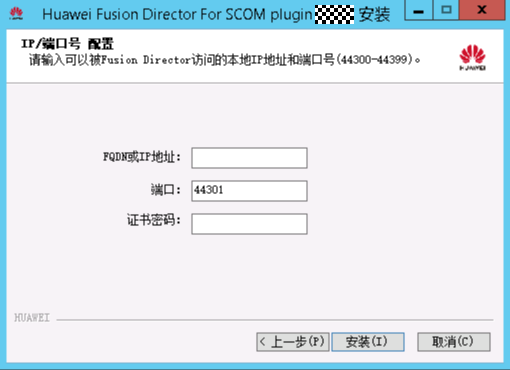 Huawei Fusion Director For SCOM plugin 安装
IP/端口号 配置
请输入可以被Fusion Director访问的本地IP地址和端口号(44300-44399)。
HUAWEI
FQDN或IP地址:
端口: 44301
证书密码:
HUAWEI
< 上一步(P) 安装(I) 取消(C)